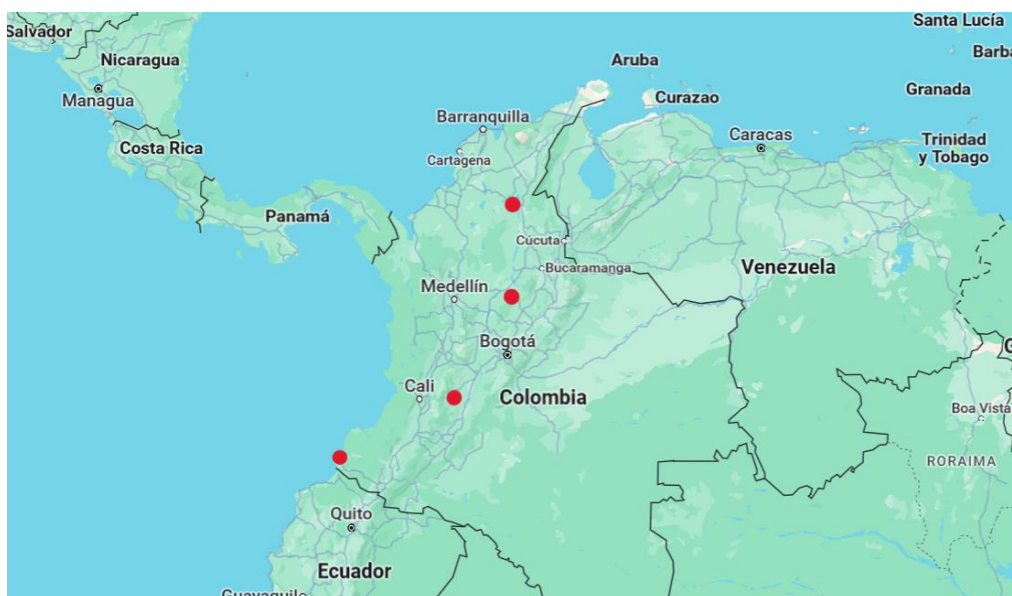 Salvador
Santa Lucía
Nicaragua
Aruba
Managua
Curazao
Granada
Barranquilla
Costa Rica
Cartagena
Caracas
Trinidad
y Tobago
Panamá
Cúcuta
Bucaramanga
Venezuela
Medellín
Bogotá
Cali
Colombia
Boa Vista
RORAIMA
Quito
Ecuador